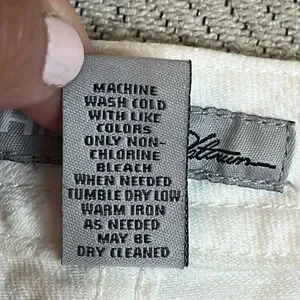 MACHINE
WASH COLD
WITH LIKE
COLORS
ONLY NON-
CHLORINE
BLEACH
WHEN NEEDED
TUMBLE DRY LOW
WARM IRON
AS NEEDED
MAY BE
DRY CLEANED
Platinum